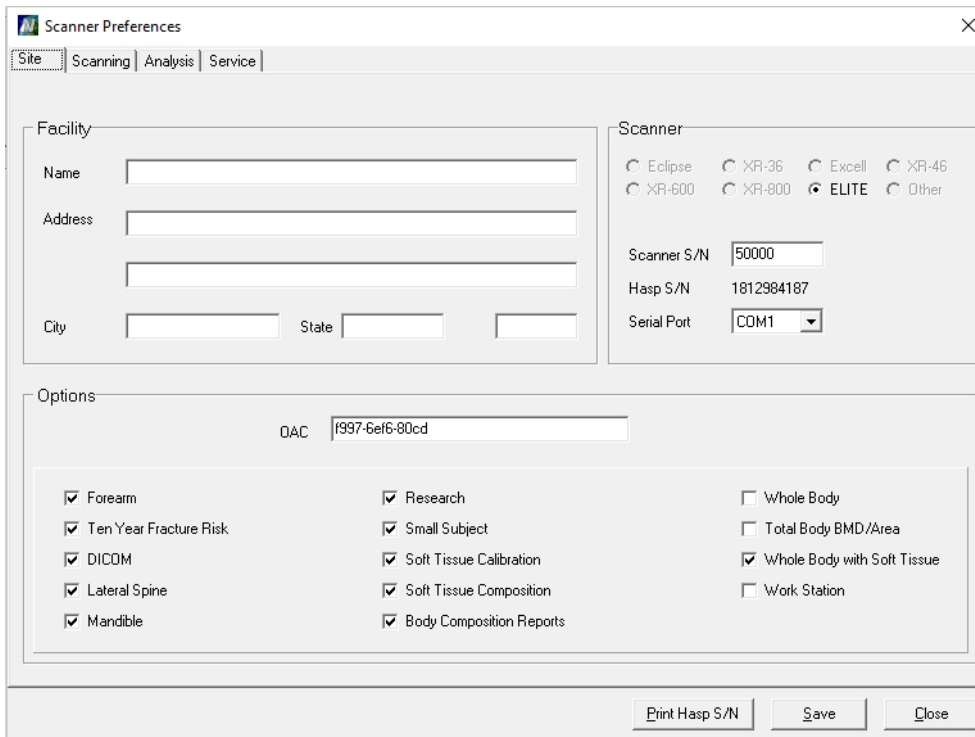 Scanner Preferences
Site Scanning Analysis Service
Facility
Name
Address
City State
Scanner
Eclipse XR-36 Excell XR-46
XR-600 XR-800 ELITE Other
Scanner S/N 50000
Hasp S/N 1812984187
Serial Port COM1
Options
OAC f997-6ef6-80cd
Forearm
Ten Year Fracture Risk
DICOM
Lateral Spine
Mandible
Research
Small Subject
Soft Tissue Calibration
Soft Tissue Composition
Body Composition Reports
Whole Body
Total Body BMD/Area
Whole Body with Soft Tissue
Work Station
Print Hasp S/N Save Close